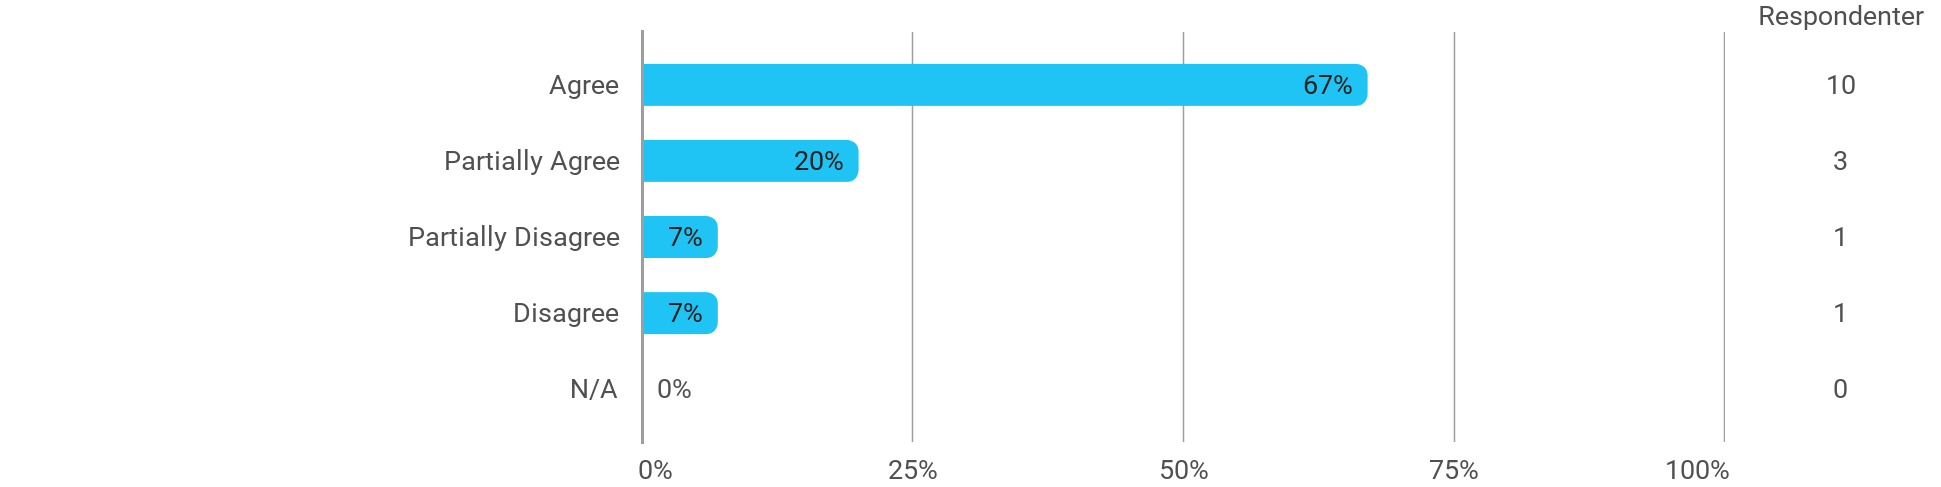 Respondenter
Agree 67% 10
Partially Agree 20% 3
Partially Disagree 7% 1
Disagree 7% 1
N/A 0% 0
0% 25% 50% 75% 100%